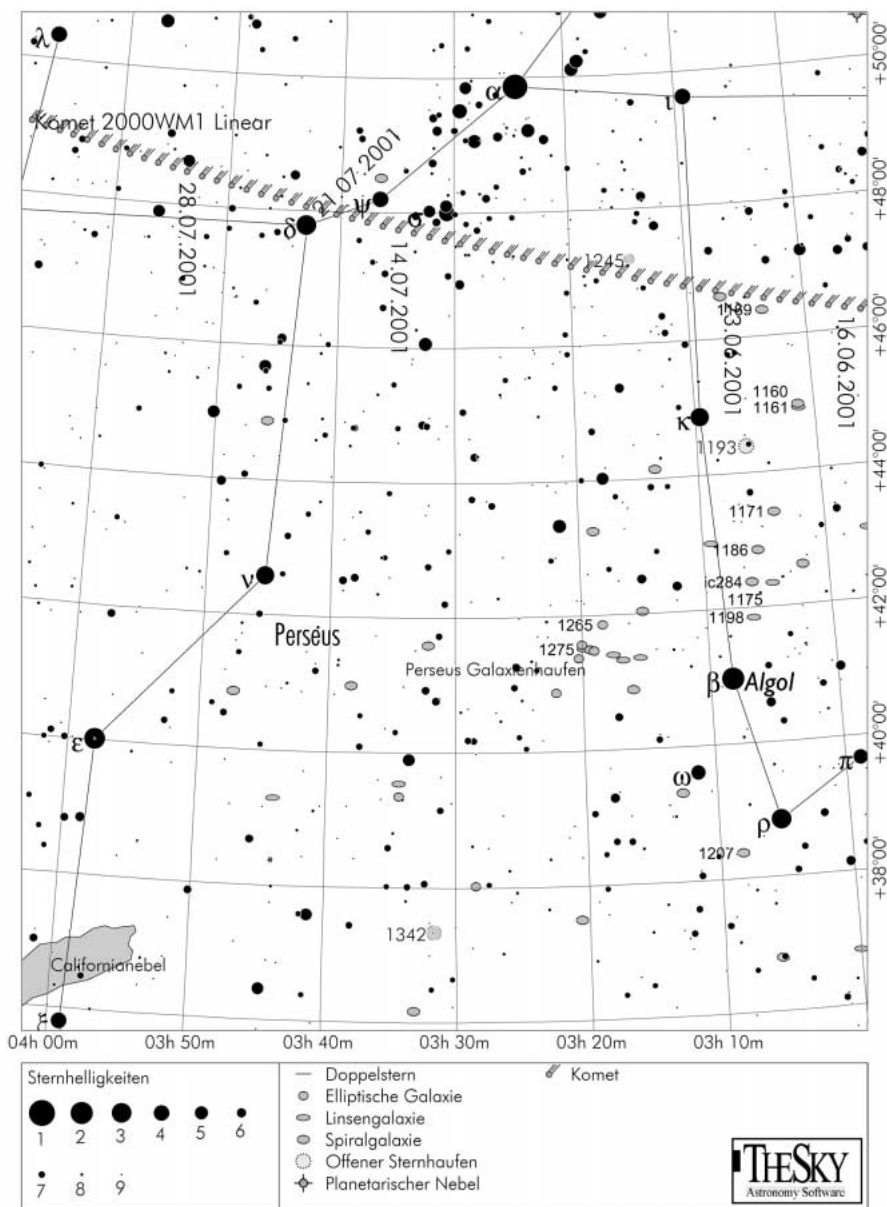 λ
+50°00'
α
ι
Komet 2000WM1 Linear
28.07.2001
21.07.2001
ψ
σ
δ
14.07.2001
1245
+48°00'
1169
+46°00'
16.06.2001
1160
1161
κ
1193
+44°00'
1171
1186
ic284
1175
1198
ν
Perseus
1265
1275
Perseus Galaxienhaufen
+42°00'
β
Algol
ε
ω
π
+40°00'
ρ
1207
+38°00'
1342
Californianebel
ξ
04h 00m
03h 50m
03h 40m
03h 30m
03h 20m
03h 10m
Sternhelligkeiten
1 2 3 4 5 6
7 8 9
Doppelstern
Elliptische Galaxie
Linsengalaxie
Spiralgalaxie
Offener Sternhaufen
Planetarischer Nebel
Komet
THESKY
Astronomy Software